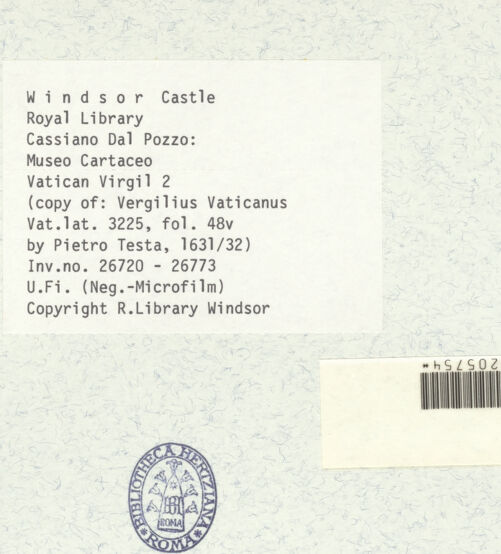 Windsor Castle
Royal Library
Cassiano Dal Pozzo:
Museo Cartaceo
Vatican Virgil 2
(copy of: Vergilius Vaticanus
Vat.lat. 3225, fol. 48v
by Pietro Testa, 1631/32)
Inv.no. 26720 - 26773
U.Fi. (Neg.-Microfilm)
Copyright R.Library Windsor
205754*
*BIBLIOTHECA HERTZIANA*
ROMA
ROMA